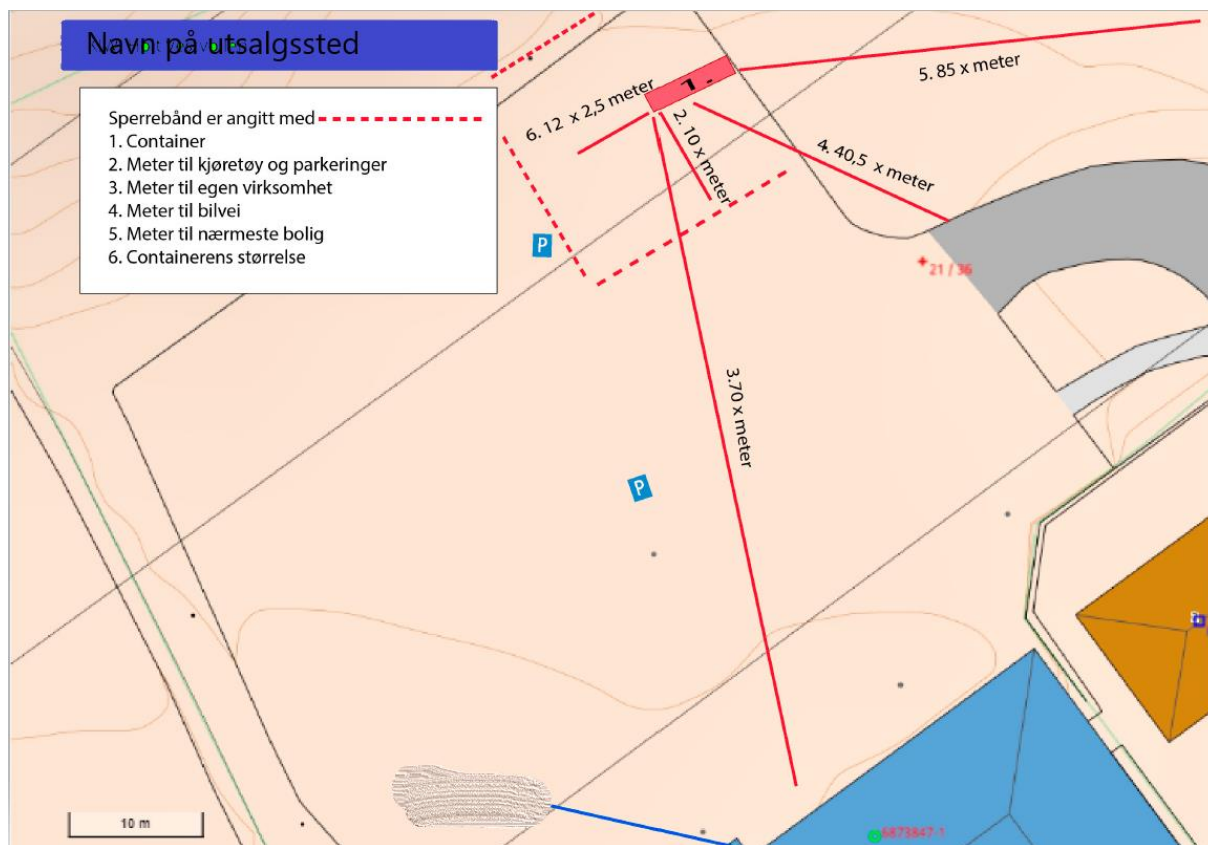 Navn på utsalgssted
Sperrebånd er angitt med
1. Container
2. Meter til kjøretøy og parkeringer
3. Meter til egen virksomhet
4. Meter til bilvei
5. Meter til nærmeste bolig
6. Containerens størrelse
1.
5. 85 x meter
6. 12 x 2,5 meter
2. 10 x meter
4. 40,5 x meter
P
21 / 36
3.70 x meter
P
10 m
6873847-1